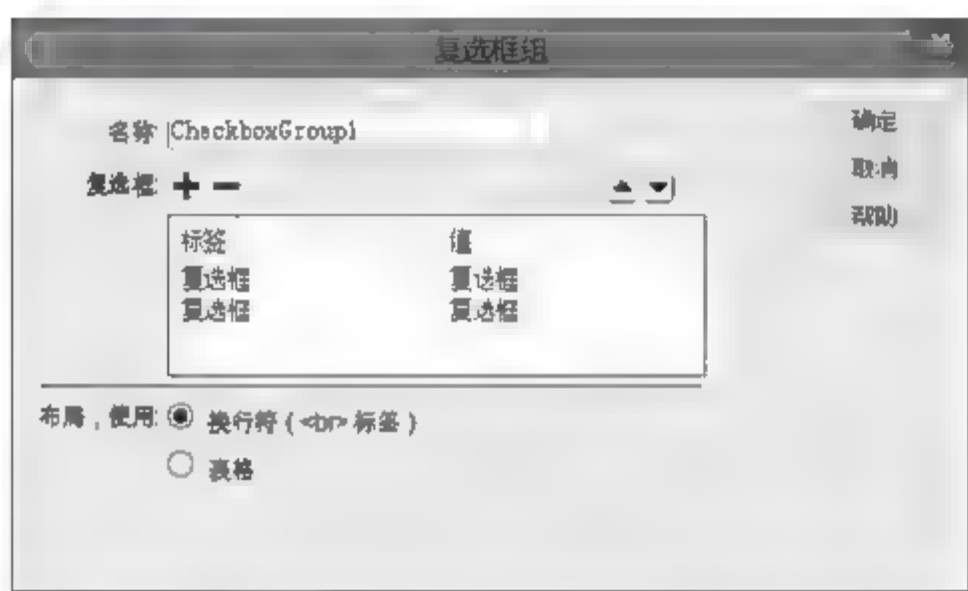 复选框组
名称 CheckboxGroup1
确定
取消
帮助
复选框:
标签 值
复选框 复选框
复选框 复选框
布局,使用: 换行符(<br>标签)
表格